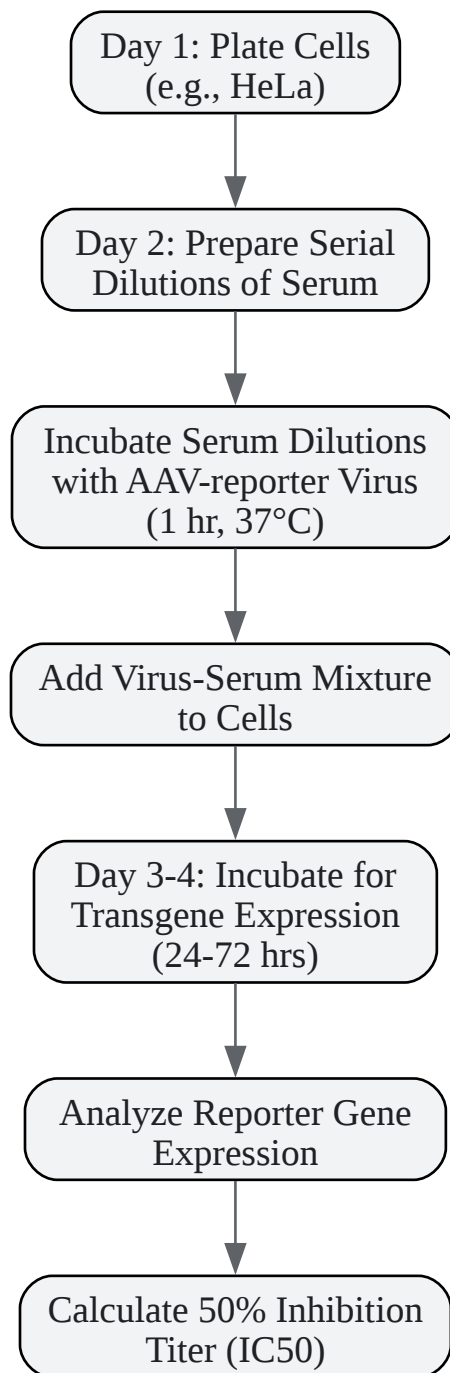 Day 1: Plate Cells
(e.g., HeLa)
Day 2: Prepare Serial
Dilutions of Serum
Incubate Serum Dilutions
with AAV-reporter Virus
(1 hr, 37°C)
Add Virus-Serum Mixture
to Cells
Day 3-4: Incubate for
Transgene Expression
(24-72 hrs)
Analyze Reporter Gene
Expression
Calculate 50% Inhibition
Titer (IC50)